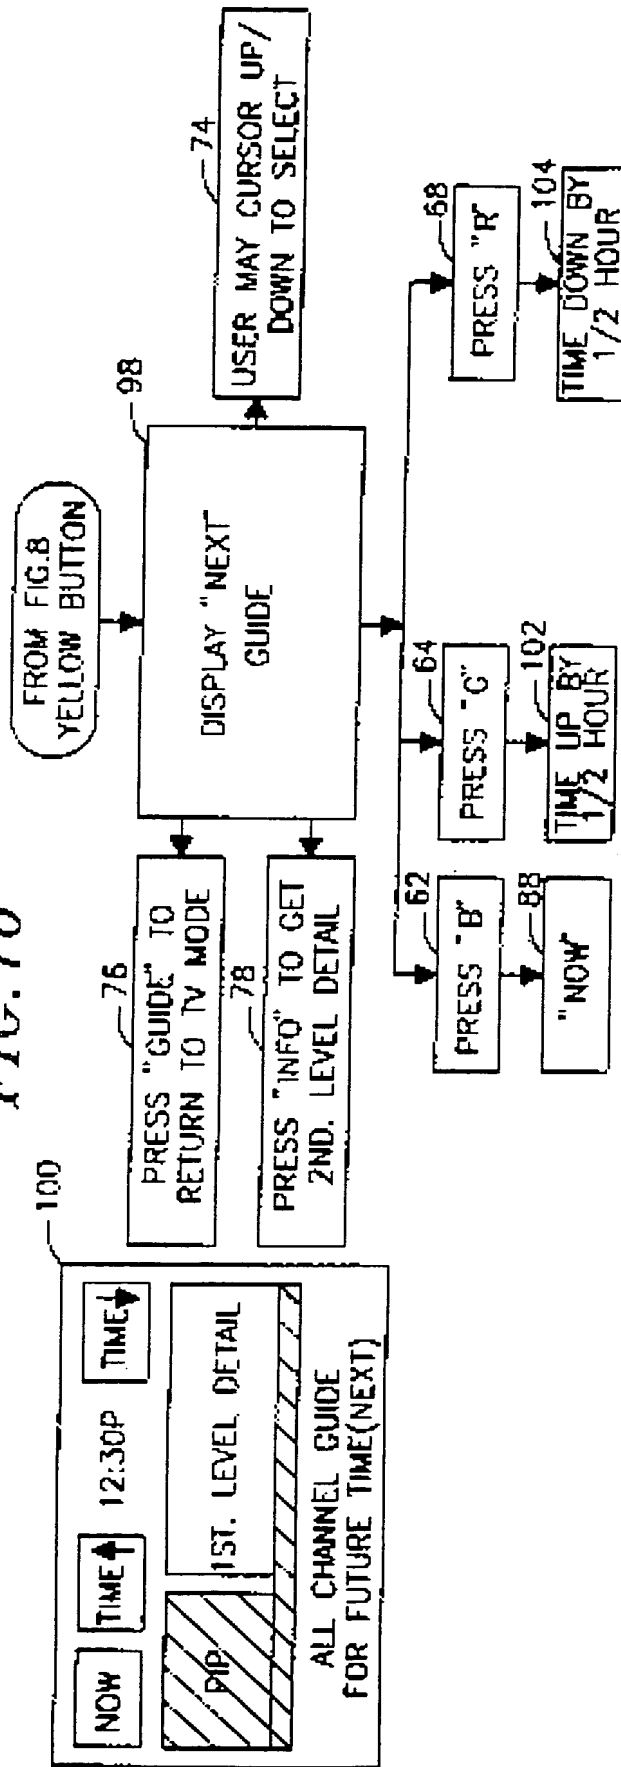 FIG.10
FROM FIG.8
YELLOW BUTTON
98
DISPLAY "NEXT
GUIDE
74
USER MAY CURSOR UP/
DOWN TO SELECT
76
PRESS "GUIDE" TO
RETURN TO TV MODE
78
PRESS "INFO" TO GET
2ND. LEVEL DETAIL
62
PRESS "B"
88
"NOW"
64
PRESS "G"
102
TIME UP BY
1/2 HOUR
68
PRESS "R"
104
TIME DOWN BY
1/2 HOUR
100
NOW
TIME
12:30P
TIME
PIP
1ST. LEVEL DETAIL
ALL CHANNEL GUIDE
FOR FUTURE TIME(NEXT)